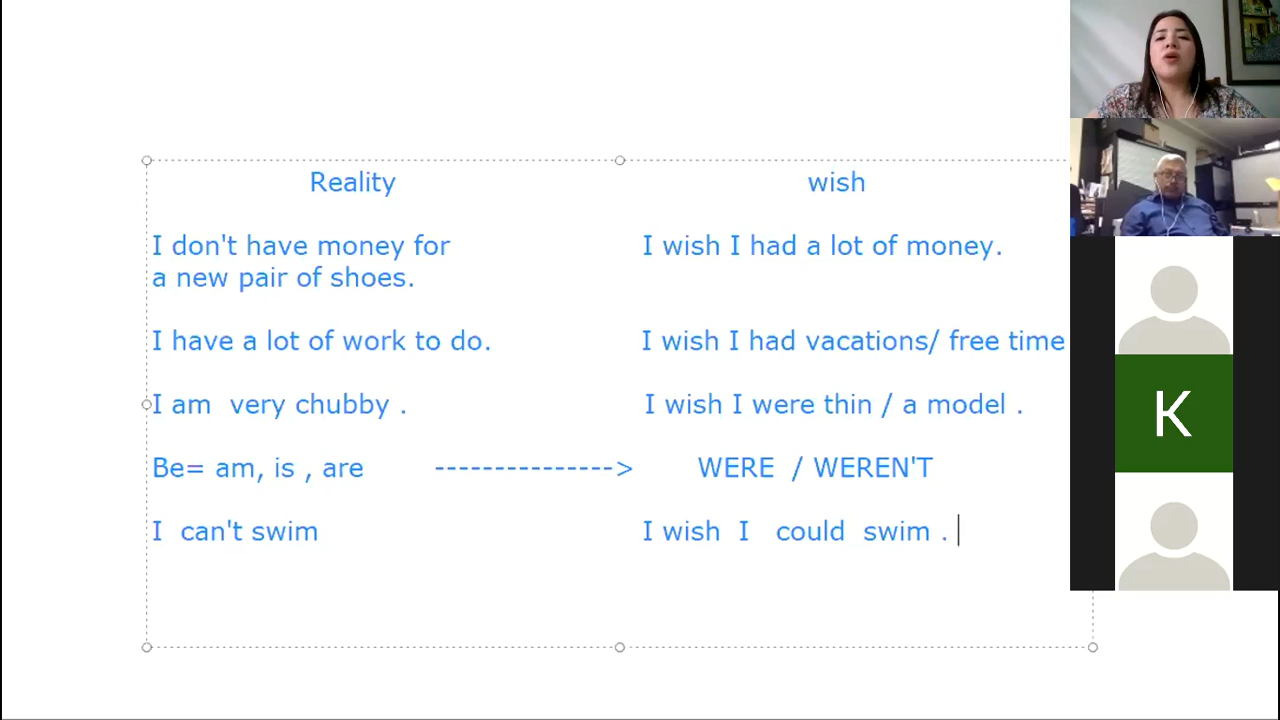 Reality wish
I don't have money for I wish I had a lot of money.
a new pair of shoes.
I have a lot of work to do. I wish I had vacations/ free time
I am very chubby . I wish I were thin / a model .
Be= am, is , are ---------------> WERE / WEREN'T
I can't swim I wish I could swim .
K